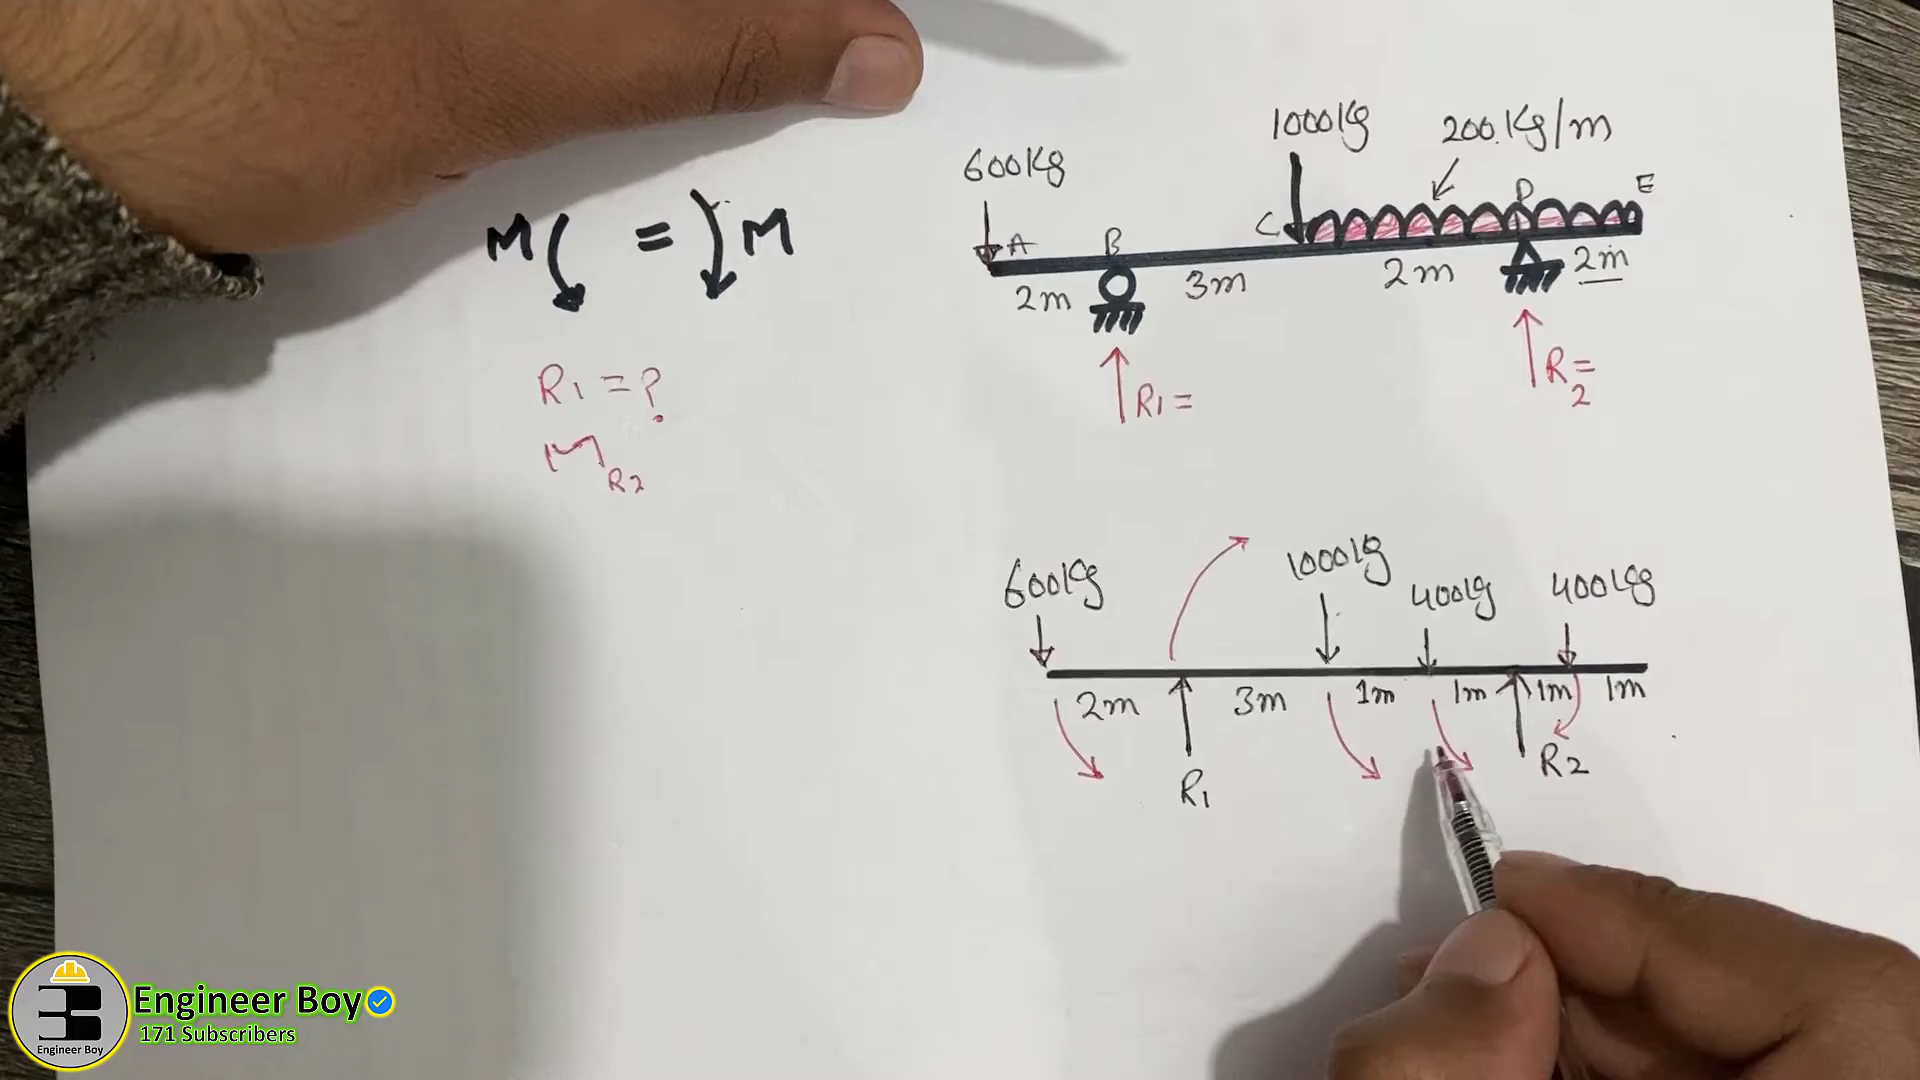 1000kg 200.Kg/m
600Kg
A B C D E
2m 3m 2m 2m
M = M
R1 = ?
MR2
R1 =
R2 =
600Kg 1000kg 400kg 400kg
2m 3m 1m 1m 1m 1m
R1 R2
Engineer Boy
171 Subscribers
Engineer Boy